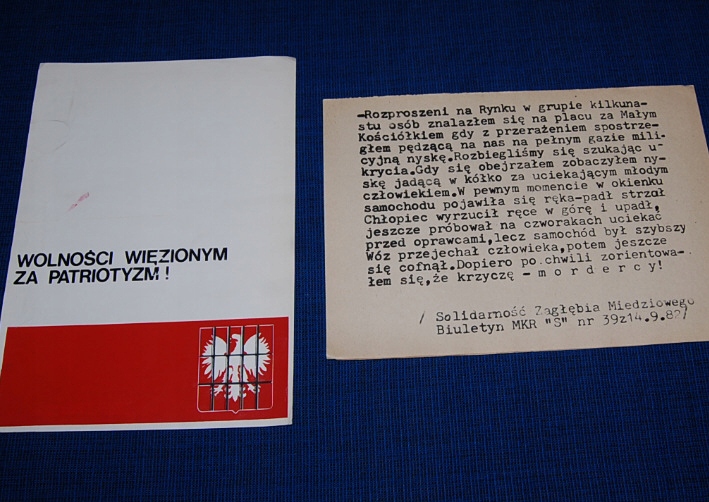 WOLNOŚCI WIĘZIONYM
ZA PATRIOTYZM!
-Rozproszeni na Rynku w grupie kilkuna-
stu osób znalazłem się na placu za Małym
Kościółkiem gdy z przerażeniem spostrze-
głem pędzącą na nas na pełnym gazie mili-
cyjną nyskę.Rozbiegliśmy się szukając u-
krycia.Gdy się obejrzałem zobaczyłem ny-
skę jadącą w kółko za uciekającym młodym
człowiekiem.W pewnym momencie w okienku
samochodu pojawiła się ręka-padł strzał
Chłopiec wyrzucił ręce w górę i upadł,
jeszcze próbował na czworakach uciekać
przed oprawcami,lecz samochód był szybszy
Wóz przejechał człowieka,potem jeszcze
się cofnął.Dopiero po chwili zorientowa-
łem się,że krzyczę - m o r d e r c y!
/ Solidarność Zagłębia Miedziowego
Biuletyn MKR "S" nr 39z14.9.82/